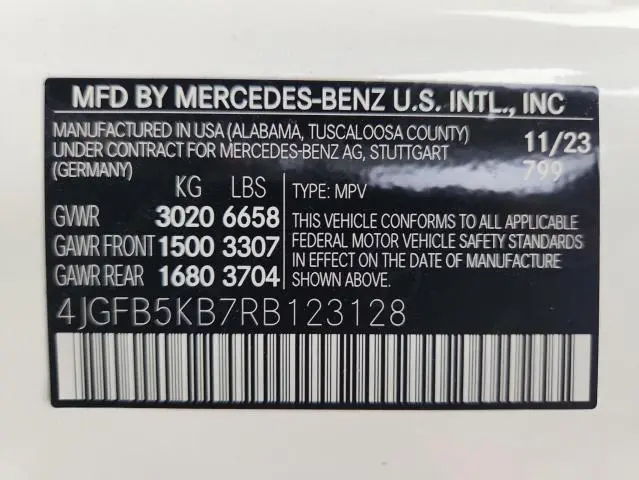 MFD BY MERCEDES-BENZ U.S. INTL., INC
MANUFACTURED IN USA (ALABAMA, TUSCALOOSA COUNTY) 11/23
UNDER CONTRACT FOR MERCEDES-BENZ AG, STUTTGART 799
(GERMANY)
KG LBS TYPE: MPV
GVWR 3020 6658
GAWR FRONT 1500 3307
GAWR REAR 1680 3704
THIS VEHICLE CONFORMS TO ALL APPLICABLE
FEDERAL MOTOR VEHICLE SAFETY STANDARDS
IN EFFECT ON THE DATE OF MANUFACTURE
SHOWN ABOVE.
4JGFB5KB7RB123128